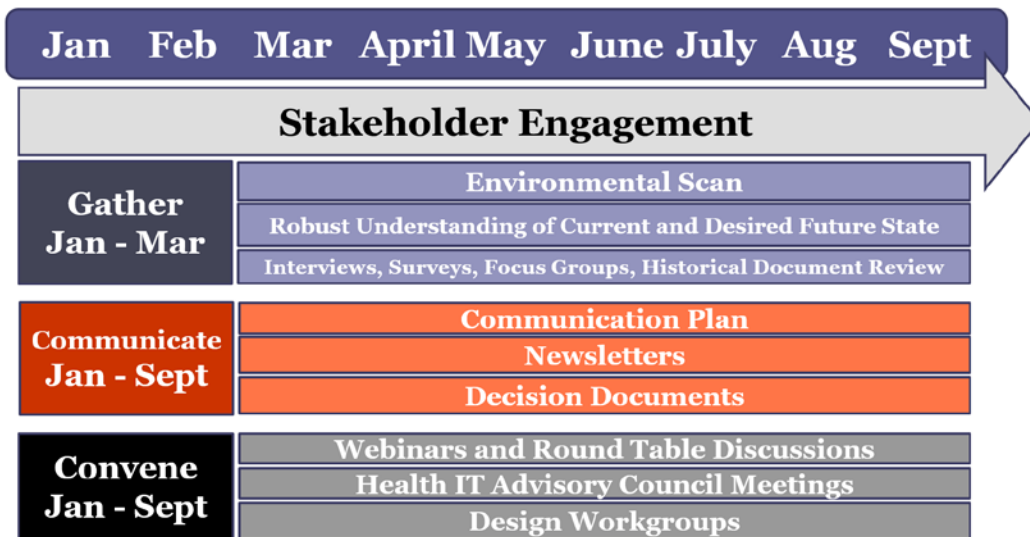 Jan Feb Mar April May June July Aug Sept
Stakeholder Engagement
Gather
Jan - Mar
Environmental Scan
Robust Understanding of Current and Desired Future State
Interviews, Surveys, Focus Groups, Historical Document Review
Communicate
Jan - Sept
Communication Plan
Newsletters
Decision Documents
Convene
Jan - Sept
Webinars and Round Table Discussions
Health IT Advisory Council Meetings
Design Workgroups